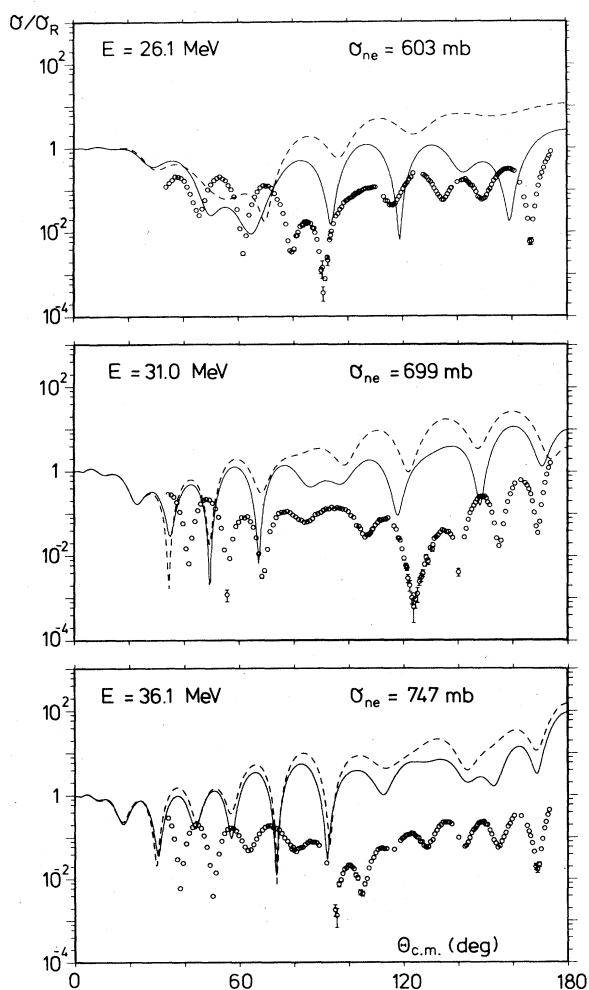 σ/σR
E = 26.1 MeV σne = 603 mb
10²
1
10⁻²
10⁻⁴
E = 31.0 MeV σne = 699 mb
10²
1
10⁻²
10⁻⁴
E = 36.1 MeV σne = 747 mb
10²
1
10⁻²
10⁻⁴
Θc.m. (deg)
0 60 120 180